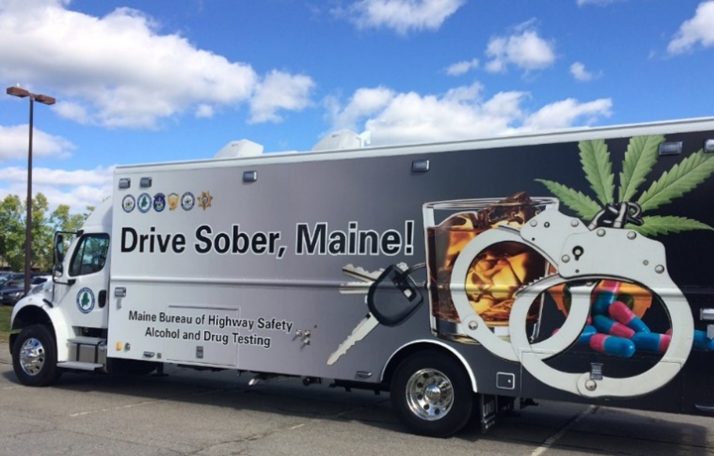 Drive Sober, Maine!
Maine Bureau of Highway Safety
Alcohol and Drug Testing